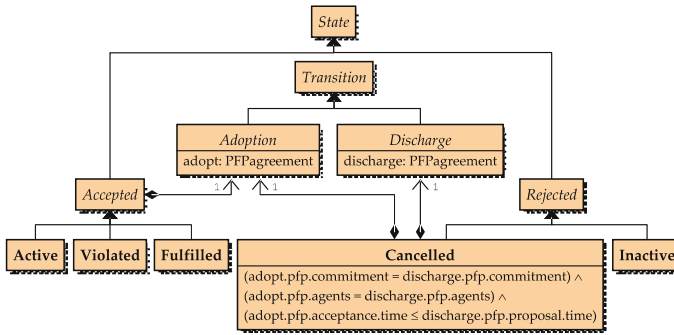 State
Transition
Adoption
adopt: PFPagreement
Discharge
discharge: PFPagreement
1
1
1
Accepted
Rejected
Active
Violated
Fulfilled
Cancelled
(adopt.pfp.commitment = discharge.pfp.commitment) ∧
(adopt.pfp.agents = discharge.pfp.agents) ∧
(adopt.pfp.acceptance.time ≤ discharge.pfp.proposal.time)
Inactive